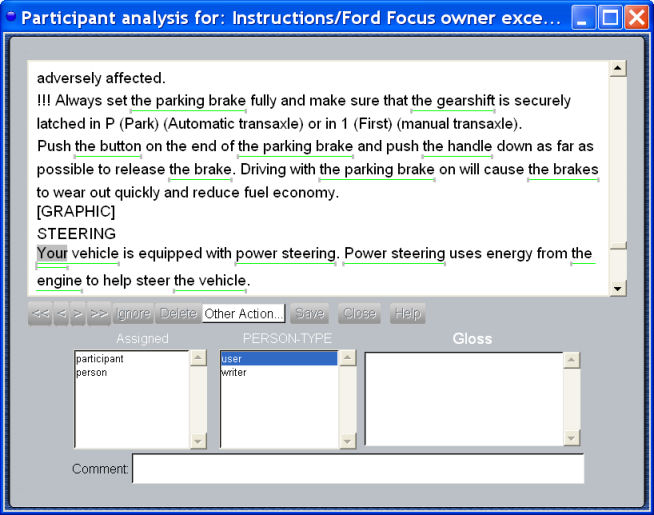 Participant analysis for: Instructions/Ford Focus owner exce...
adversely affected.
!!! Always set the parking brake fully and make sure that the gearshift is securely
latched in P (Park) (Automatic transaxle) or in 1 (First) (manual transaxle).
Push the button on the end of the parking brake and push the handle down as far as
possible to release the brake. Driving with the parking brake on will cause the brakes
to wear out quickly and reduce fuel economy.
[GRAPHIC]
STEERING
Your vehicle is equipped with power steering. Power steering uses energy from the
engine to help steer the vehicle.
<< < > >> Ignore Delete Other Action... Save Close Help
Assigned PERSON-TYPE Gloss
participant user
person writer
Comment: